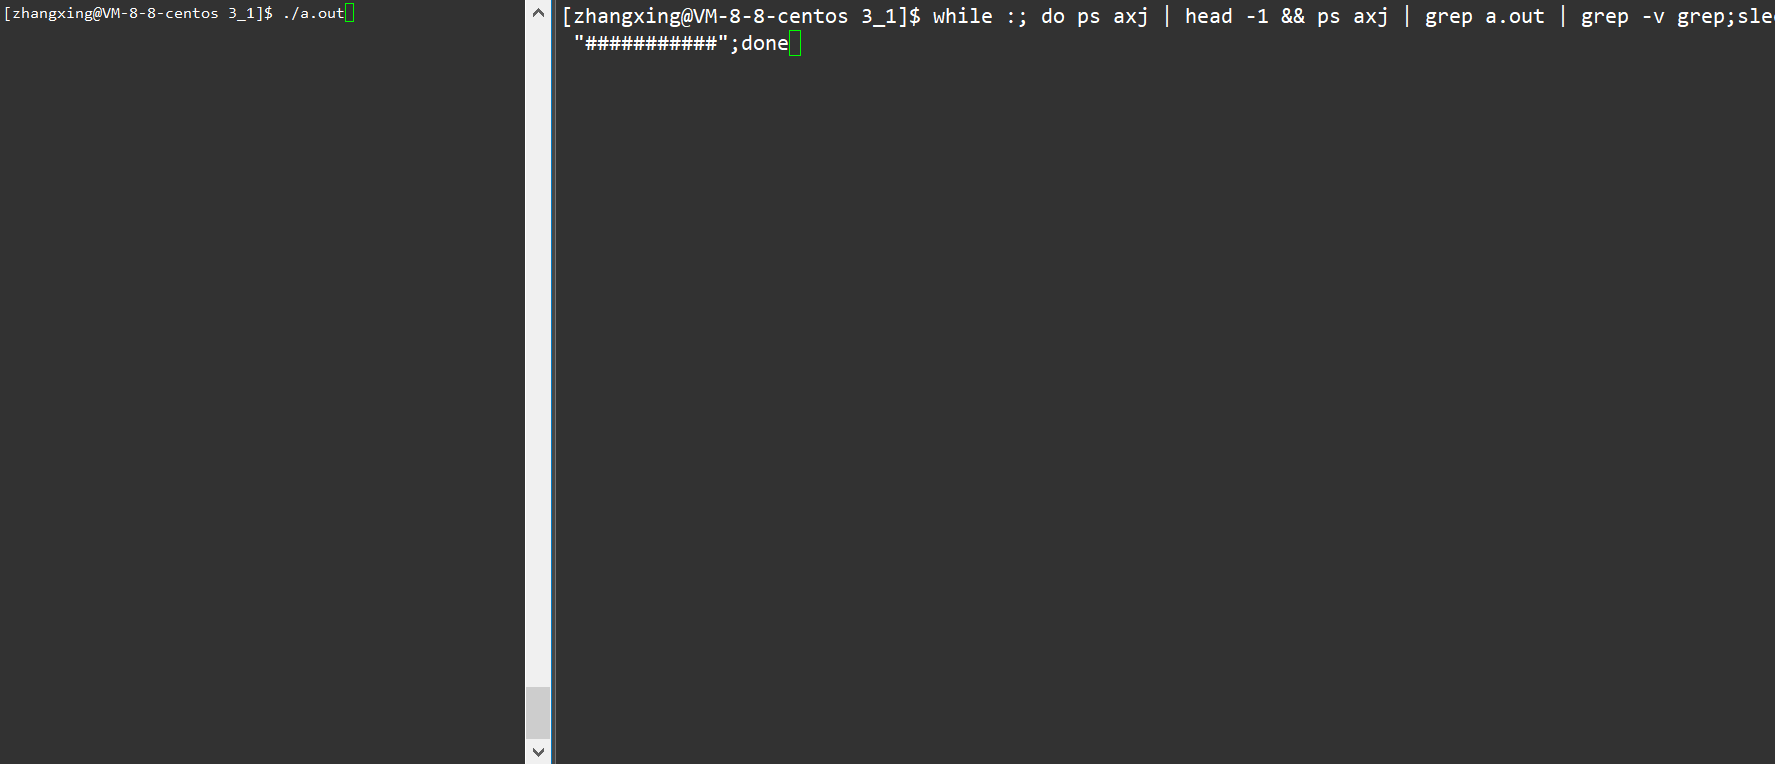 [zhangxing@VM-8-8-centos 3_1]$ ./a.out
[zhangxing@VM-8-8-centos 3_1]$ while :; do ps axj | head -1 && ps axj | grep a.out | grep -v grep;slee
"###########";done